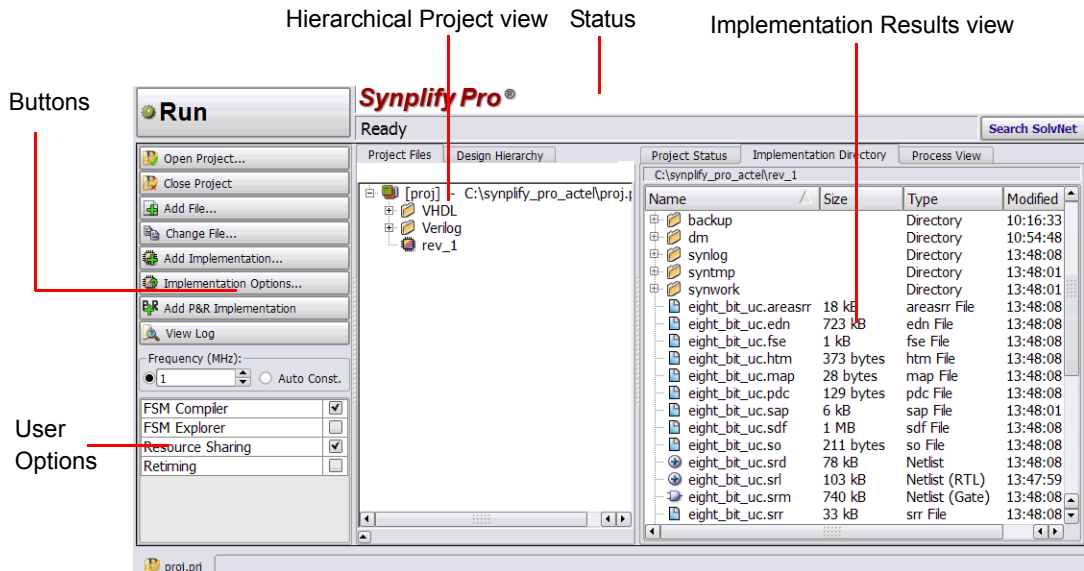 Hierarchical Project view Status Implementation Results view
Buttons
Run
Synplify Pro®
Ready
Search SolvNet
Open Project...
Close Project
Add File...
Change File...
Add Implementation...
Implementation Options...
P&R Add P&R Implementation
View Log
Frequency (MHz):
1 Auto Const.
FSM Compiler
FSM Explorer
Resource Sharing
Retiming
User
Options
Project Files Design Hierarchy
[proj] - C:\synplify_pro_actel\proj.p
VHDL
Verilog
rev_1
Project Status Implementation Directory Process View
C:\synplify_pro_actel\rev_1
Name Size Type Modified
backup Directory 10:16:33
dm Directory 10:54:48
synlog Directory 13:48:08
syntmp Directory 13:48:01
synwork Directory 13:48:01
eight_bit_uc.areasrr 18 kB areasrr File 13:48:08
eight_bit_uc.edn 723 kB edn File 13:48:08
eight_bit_uc.fse 1 kB fse File 13:48:08
eight_bit_uc.htm 373 bytes htm File 13:48:08
eight_bit_uc.map 28 bytes map File 13:48:08
eight_bit_uc.pdc 129 bytes pdc File 13:48:08
eight_bit_uc.sap 6 kB sap File 13:48:01
eight_bit_uc.sdf 1 MB sdf File 13:48:08
eight_bit_uc.so 211 bytes so File 13:48:08
eight_bit_uc.srd 78 kB Netlist 13:48:08
eight_bit_uc.srl 103 kB Netlist (RTL) 13:47:59
eight_bit_uc.srm 740 kB Netlist (Gate) 13:48:08
eight_bit_uc.srr 33 kB srr File 13:48:08
proj.prj